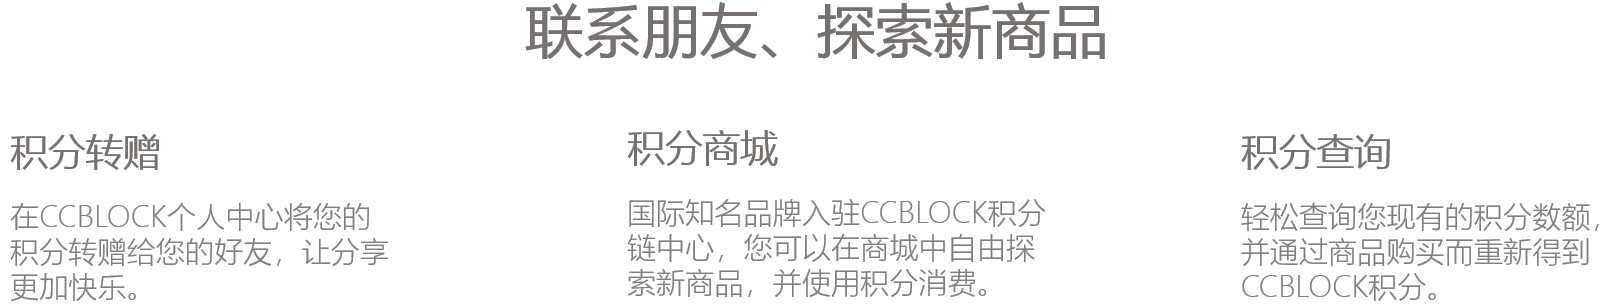 联系朋友、探索新商品
积分转赠
在CCBLOCK个人中心将您的
积分转赠给您的好友，让分享
更加快乐。
积分商城
国际知名品牌入驻CCBLOCK积分
链中心，您可以在商城中自由探
索新商品，并使用积分消费。
积分查询
轻松查询您现有的积分数额，
并通过商品购买而重新得到
CCBLOCK积分。